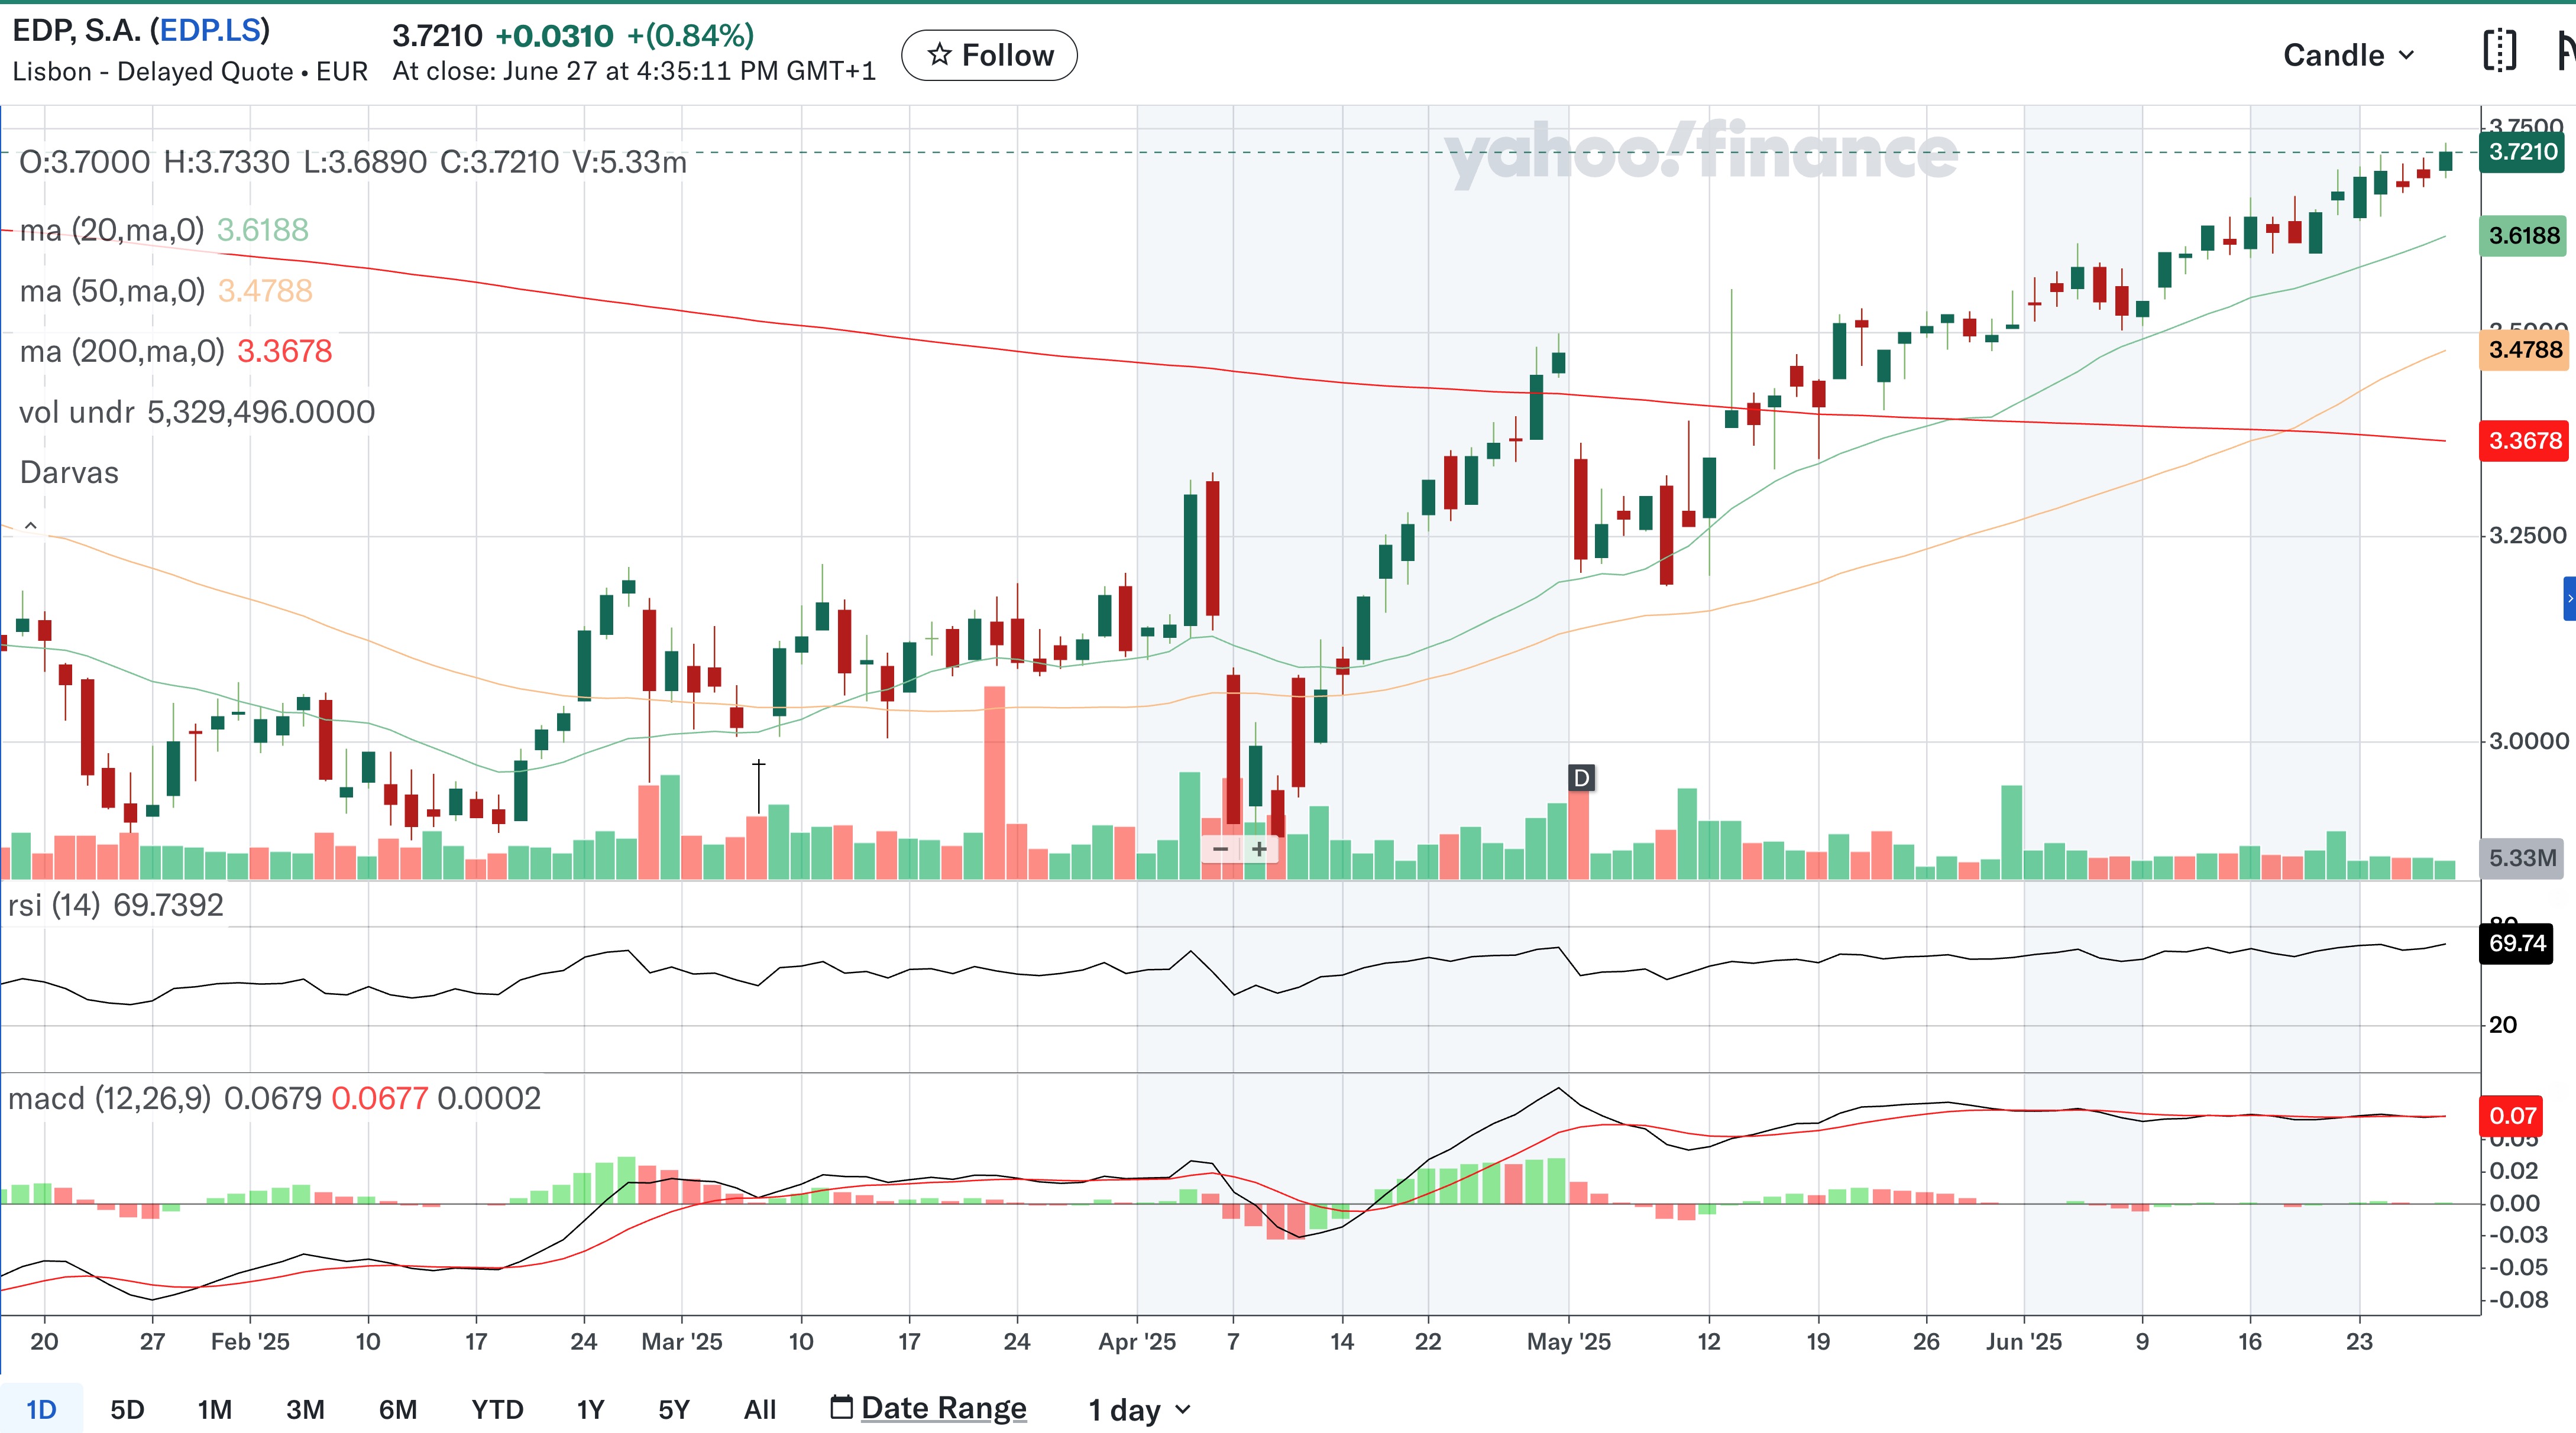 EDP, S.A. (EDP.LS)
Lisbon - Delayed Quote • EUR
3.7210 +0.0310 +(0.84%)
At close: June 27 at 4:35:11 PM GMT+1
Follow
Candle
yahoo!finance
O:3.7000 H:3.7330 L:3.6890 C:3.7210 V:5.33m
ma (20,ma,0) 3.6188
ma (50,ma,0) 3.4788
ma (200,ma,0) 3.3678
vol undr 5,329,496.0000
Darvas
3.7500
3.7210
3.6188
3.5000
3.4788
3.3678
3.2500
3.0000
D
− +
5.33M
rsi (14) 69.7392
80
69.74
20
macd (12,26,9) 0.0679 0.0677 0.0002
0.07
0.05
0.02
0.00
-0.03
-0.05
-0.08
20 27 Feb '25 10 17 24 Mar '25 10 17 24 Apr '25 7 14 22 May '25 12 19 26 Jun '25 9 16 23
1D 5D 1M 3M 6M YTD 1Y 5Y All Date Range 1 day